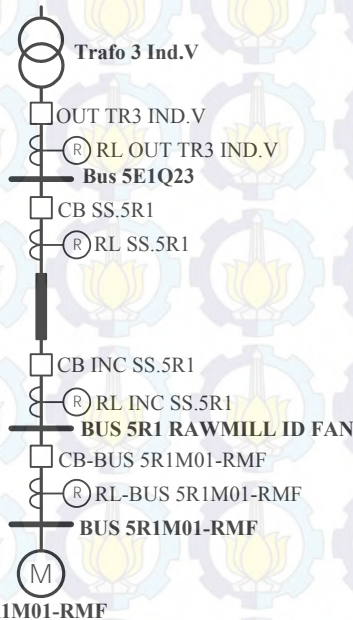 Trafo 3 Ind.V
OUT TR3 IND.V
R RL OUT TR3 IND.V
Bus 5E1Q23
CB SS.5R1
R RL SS.5R1
CB INC SS.5R1
R RL INC SS.5R1
BUS 5R1 RAWMILL ID FAN
CB-BUS 5R1M01-RMF
R RL-BUS 5R1M01-RMF
BUS 5R1M01-RMF
M
1M01-RMF